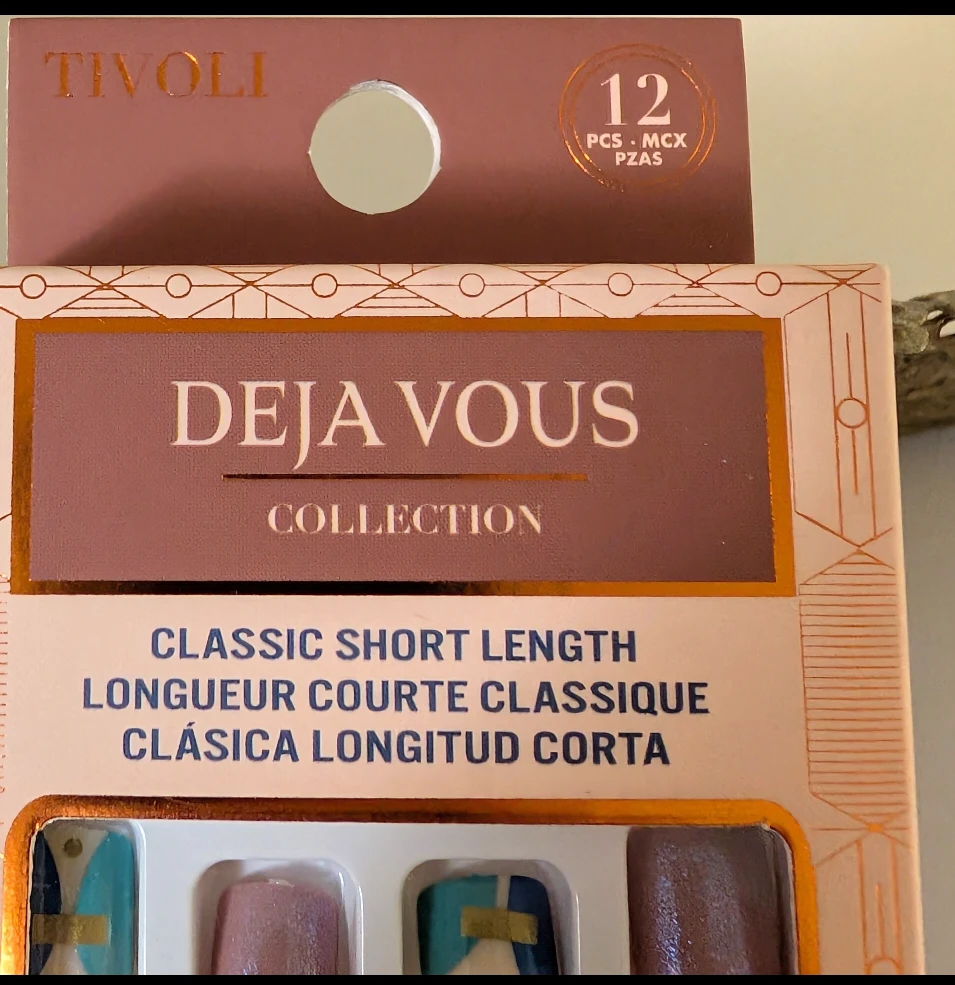 TIVOLI
12
PCS · MCX
PZAS
DEJA VOUS
COLLECTION
CLASSIC SHORT LENGTH
LONGUEUR COURTE CLASSIQUE
CLÁSICA LONGITUD CORTA